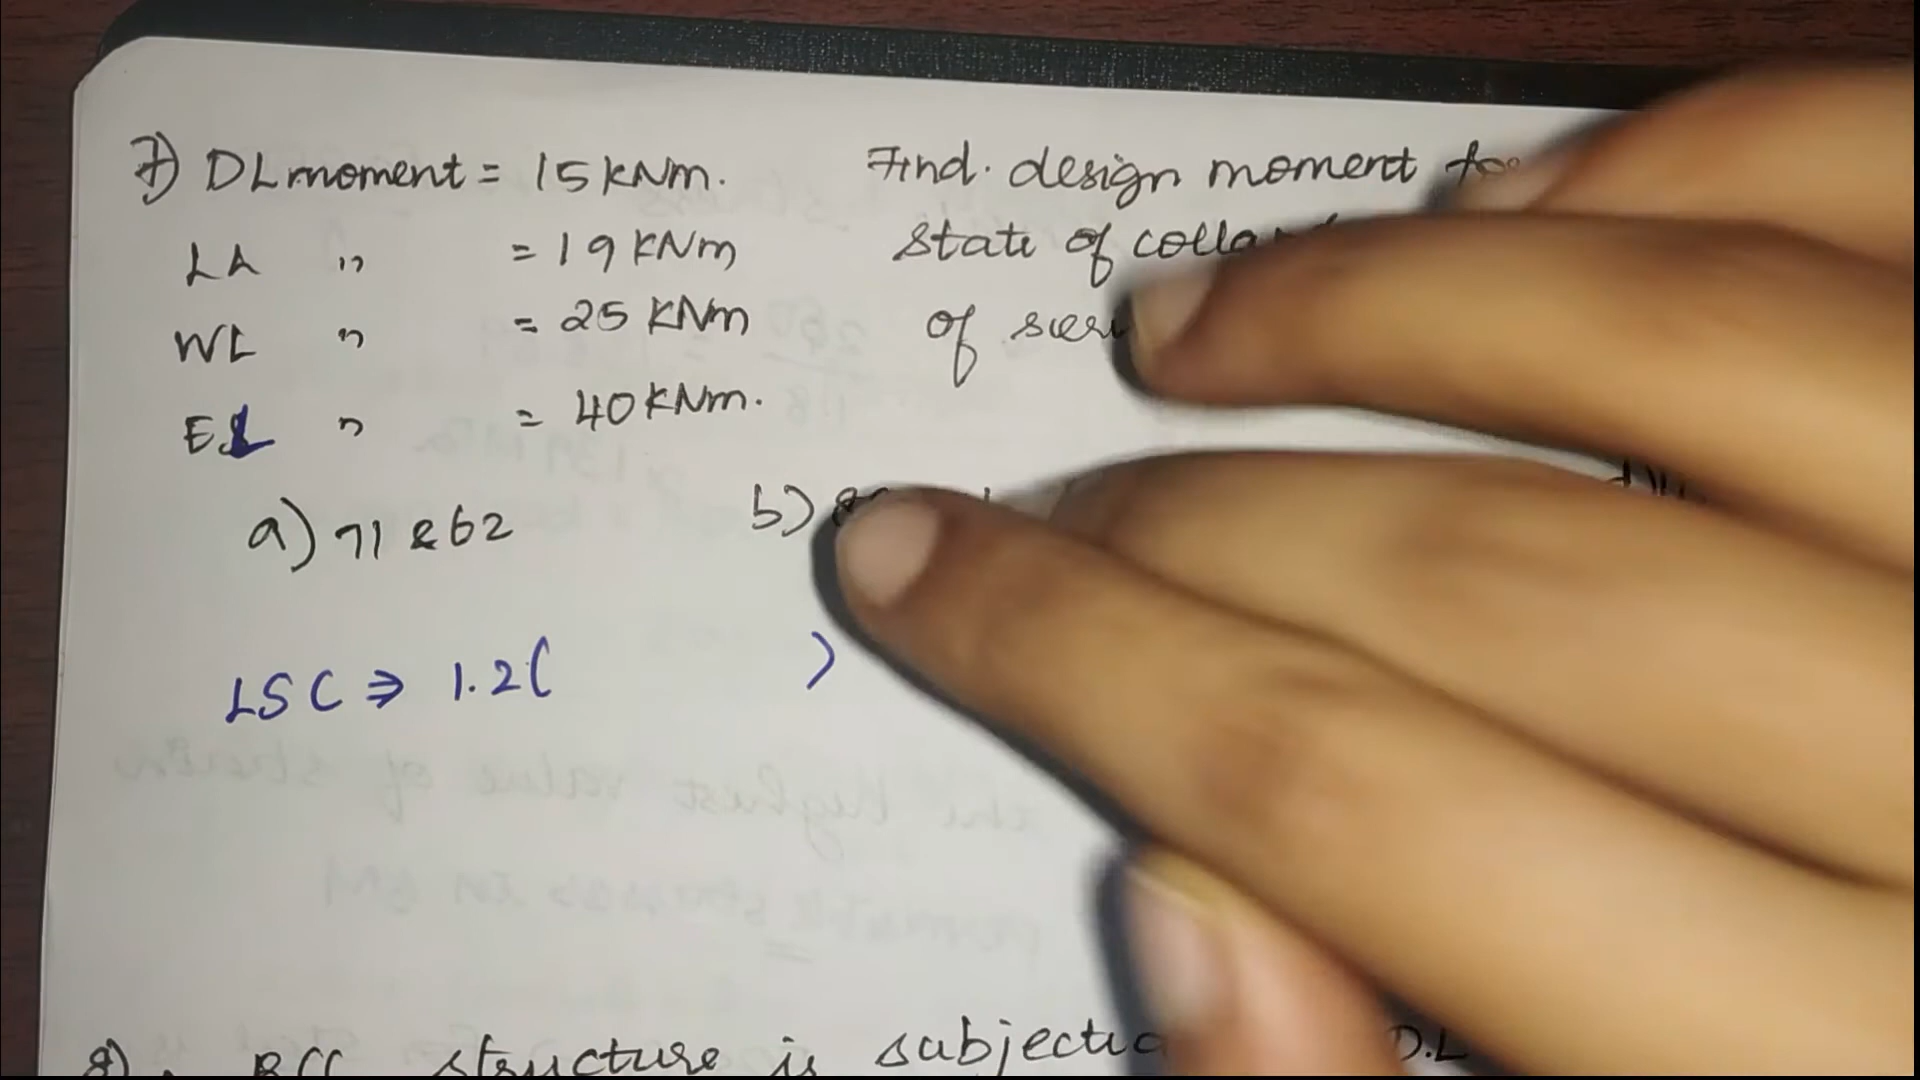 7) DL moment = 15 kNm. Find. design moment
LL " = 19 kNm state of
WL " = 25 kNm of
EL " = 40 kNm.
a) 71 & 62 b)
LSC ⇒ 1.2( )
8). RCC structure is D.L